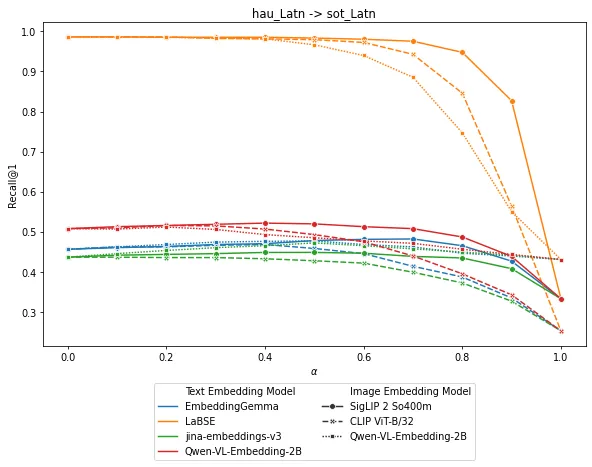 hau_Latn -> sot_Latn
Recall@1
1.0
0.9
0.8
0.7
0.6
0.5
0.4
0.3
0.0 0.2 0.4 0.6 0.8 1.0
α
Text Embedding Model Image Embedding Model
EmbeddingGemma SigLIP 2 So400m
LaBSE CLIP ViT-B/32
jina-embeddings-v3 Qwen-VL-Embedding-2B
Qwen-VL-Embedding-2B